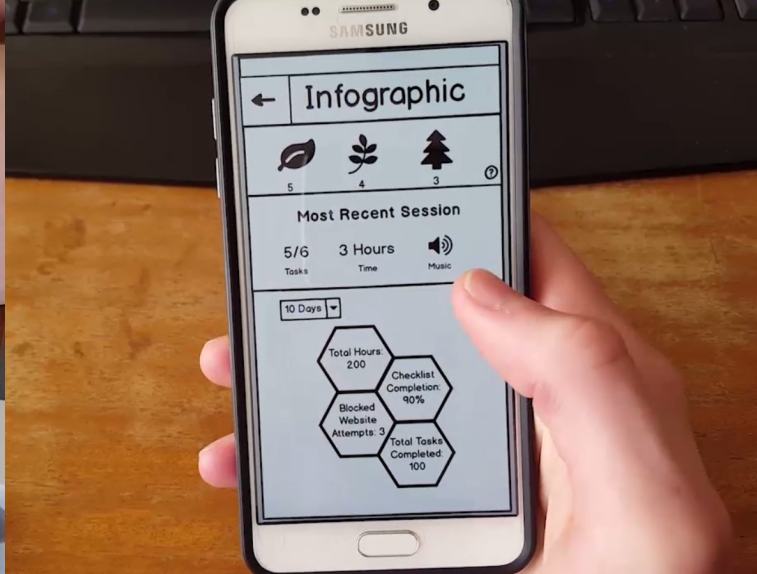 SAMSUNG
Infographic
5 4 3
?
Most Recent Session
5/6 3 Hours
Tasks Time Music
10 Days
Total Hours:
200
Checklist
Completion:
90%
Blocked
Website
Attempts: 3
Total Tasks
Completed:
100